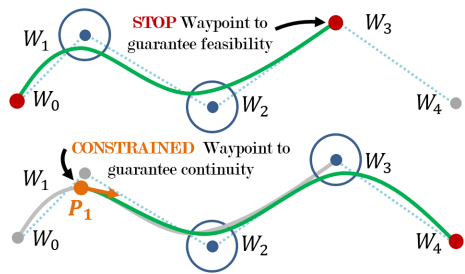 STOP Waypoint to
guarantee feasibility
W₃
W₁
W₀
W₂
W₄
CONSTRAINED Waypoint to
guarantee continuity
W₁
W₃
P₁
W₀
W₂
W₄